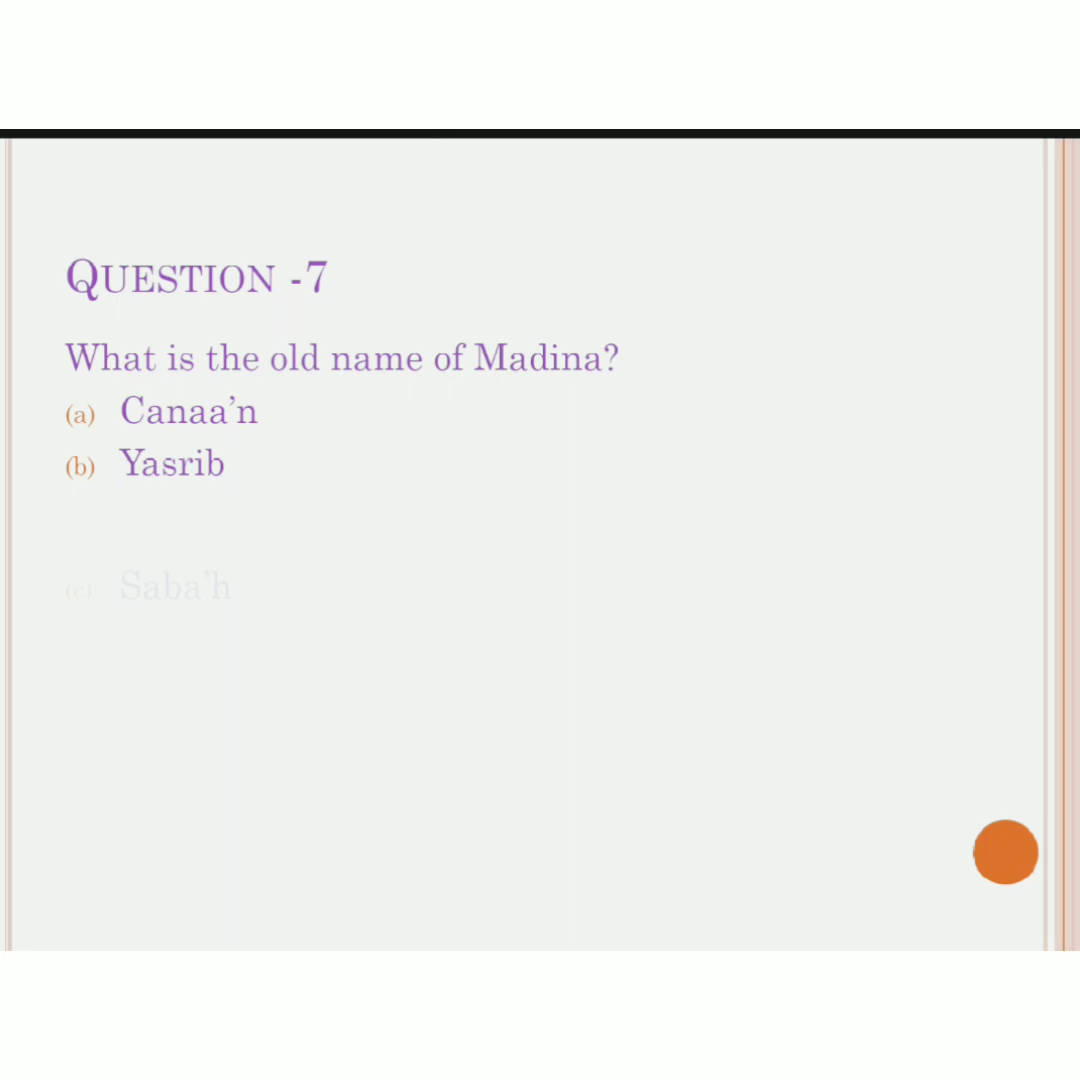 QUESTION -7
What is the old name of Madina?
(a) Canaa’n
(b) Yasrib
(c) Saba’h